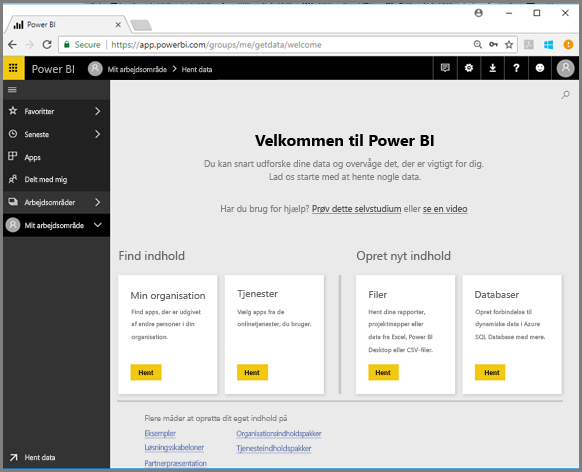 Power BI
Secure
https://app.powerbi.com/groups/me/getdata/welcome
Power BI
Mit arbejdsområde > Hent data
Favoritter
Seneste
Apps
Delt med mig
Arbejdsområder
Mit arbejdsområde
Hent data
Velkommen til Power BI
Du kan snart udforske dine data og overvåge det, der er vigtigt for dig.
Lad os starte med at hente nogle data.
Har du brug for hjælp? Prøv dette selvstudium eller se en video
Find indhold
Min organisation
Find apps, der er udgivet
af andre personer i din
organisation.
Hent
Tjenester
Vælg apps fra de
onlinetjenester, du bruger.
Hent
Opret nyt indhold
Filer
Hent dine rapporter,
projektmapper eller
data fra Excel, Power BI
Desktop eller CSV-filer.
Hent
Databaser
Opret forbindelse til
dynamiske data i Azure
SQL Database med mere.
Hent
Flere måder at oprette dit eget indhold på
Eksempler
Løsningsskabeloner
Partnerpræsentation
Organisationsindholdspakker
Tjenesteindholdspakker